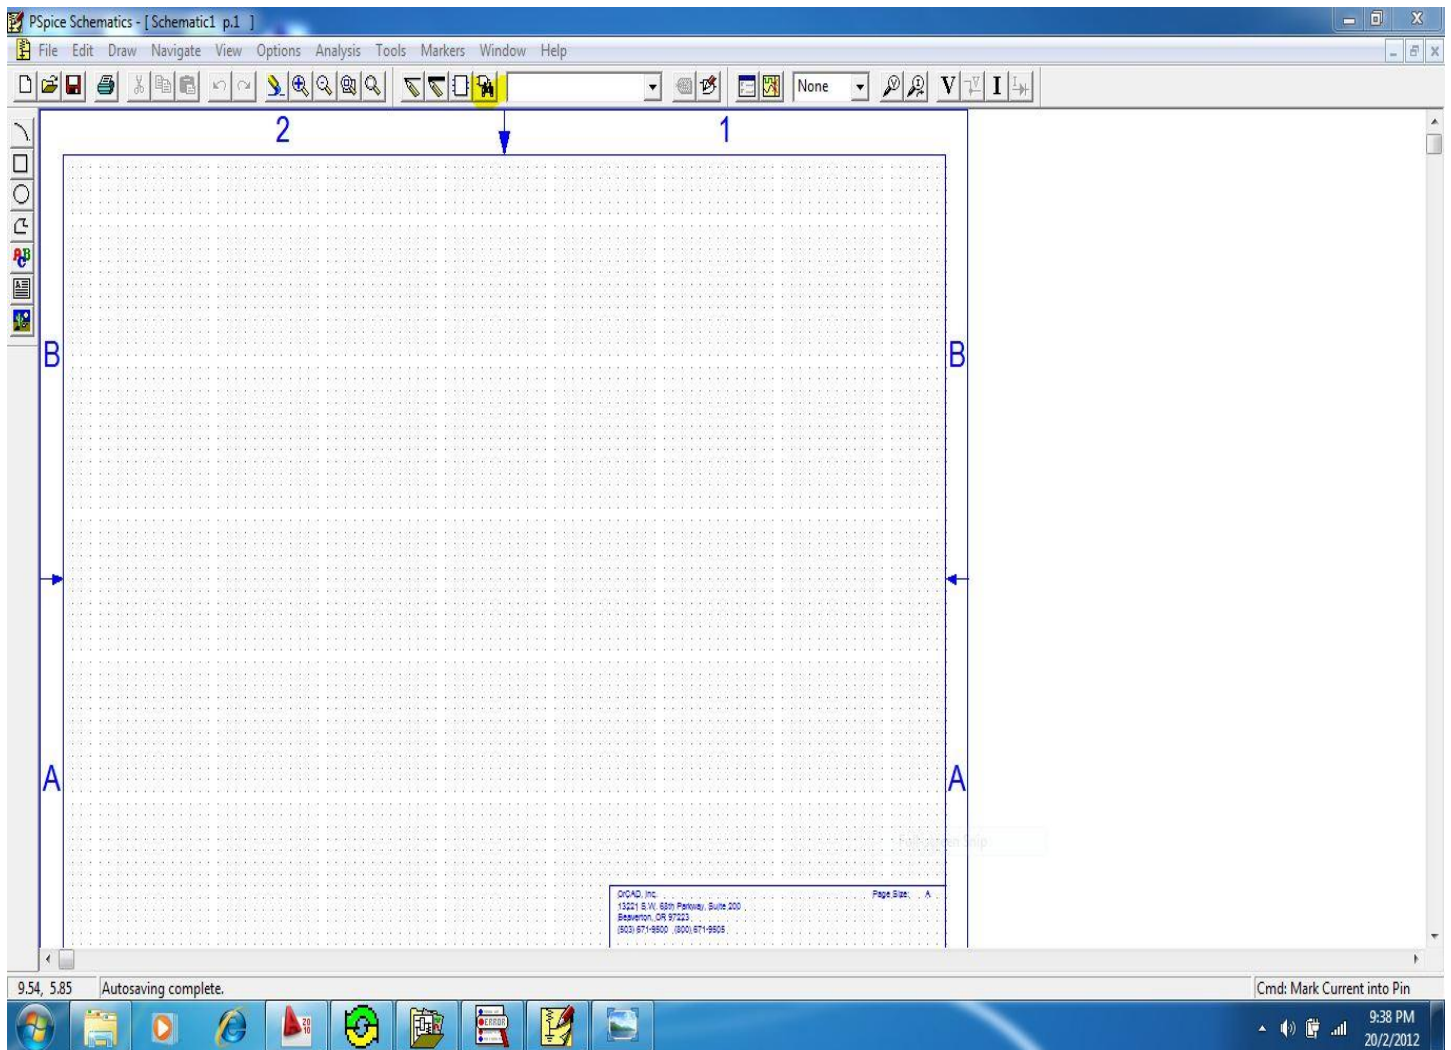 PSpice Schematics - [ Schematic1 p.1 ]
File Edit Draw Navigate View Options Analysis Tools Markers Window Help
None V I
2 1
B B
A A
OrCAD, Inc.
13221 S.W. 68th Parkway, Suite 200
Beaverton, OR 97223
(503) 671-9500 (800) 671-9505
Page Size: A
9.54, 5.85 Autosaving complete. Cmd: Mark Current into Pin
ERROR
9:38 PM
20/2/2012